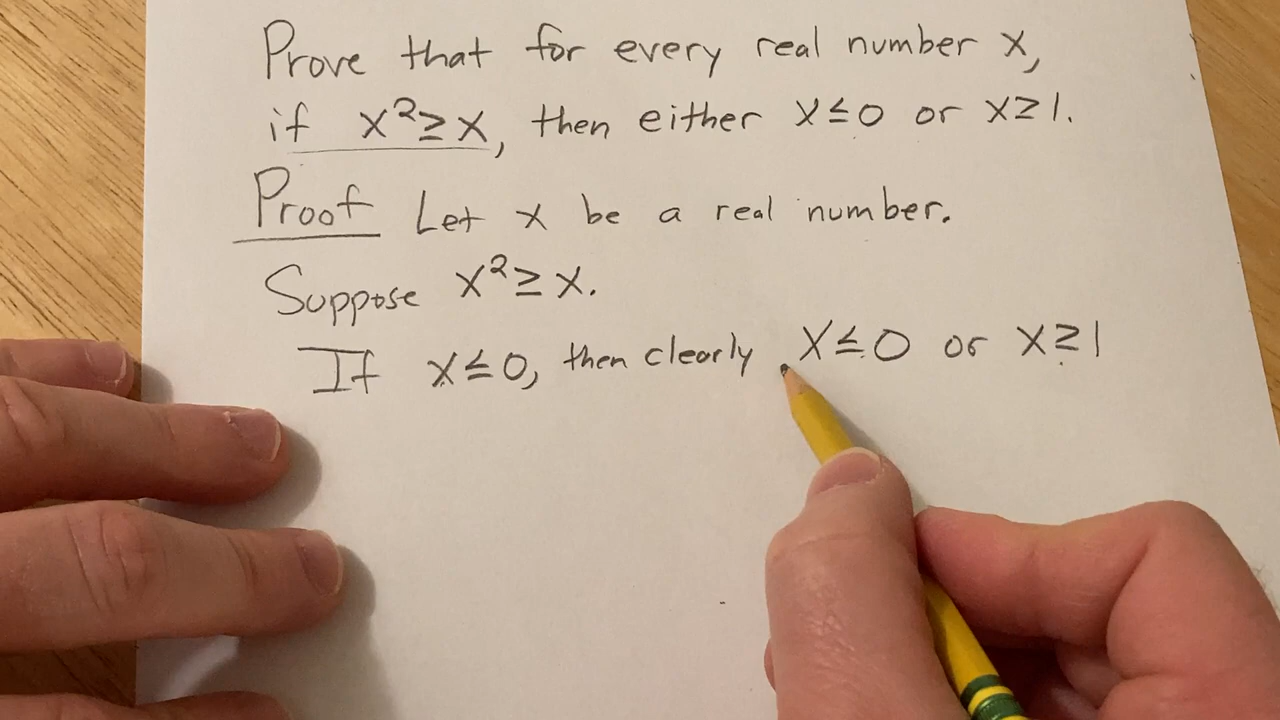 Prove that for every real number x,
if x² ≥ x, then either x ≤ 0 or x ≥ 1.
Proof Let x be a real number.
Suppose x² ≥ x.
If x ≤ 0, then clearly x ≤ 0 or x ≥ 1